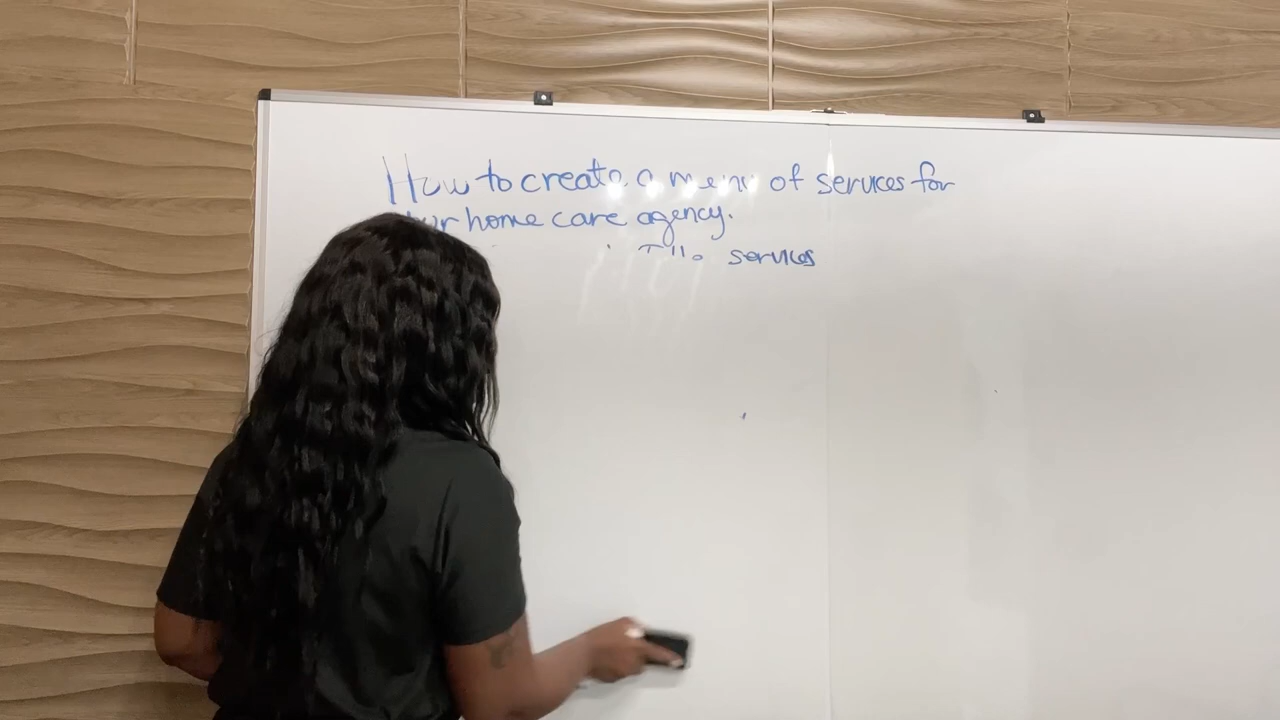 How to create a menu of services for
home care agency.
services